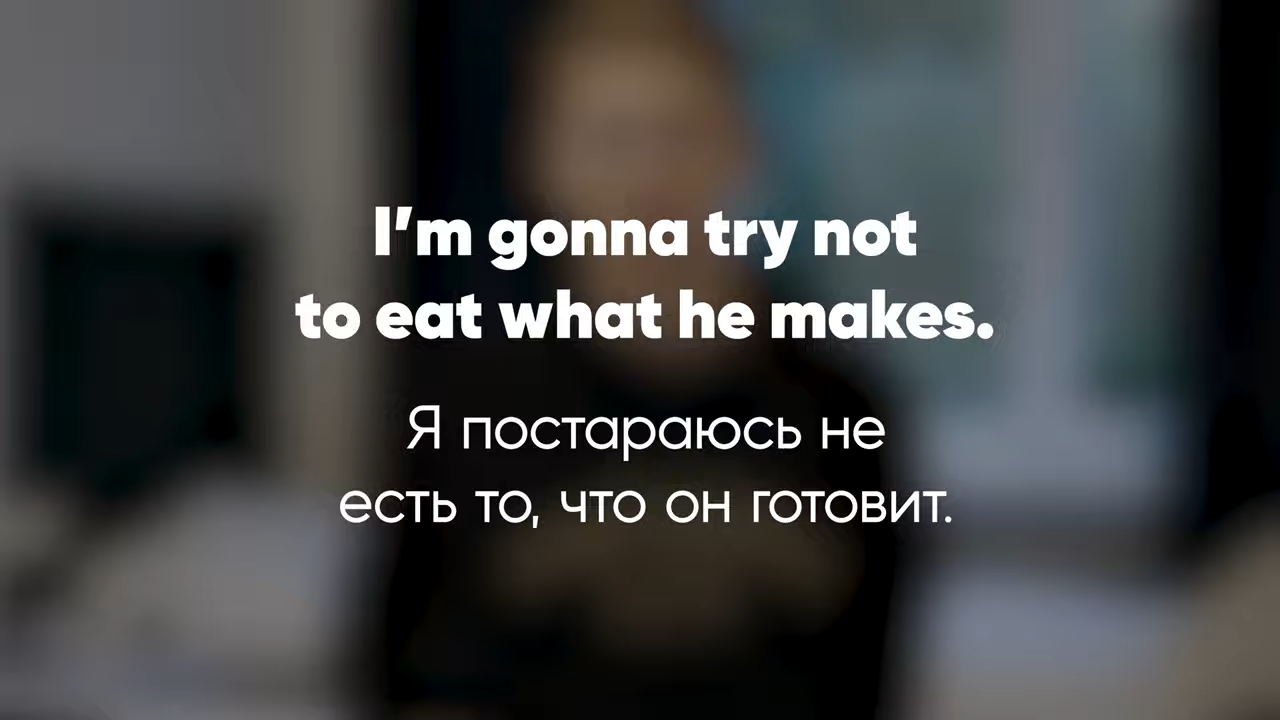 I’m gonna try not
to eat what he makes.
Я постараюсь не
есть то, что он готовит.